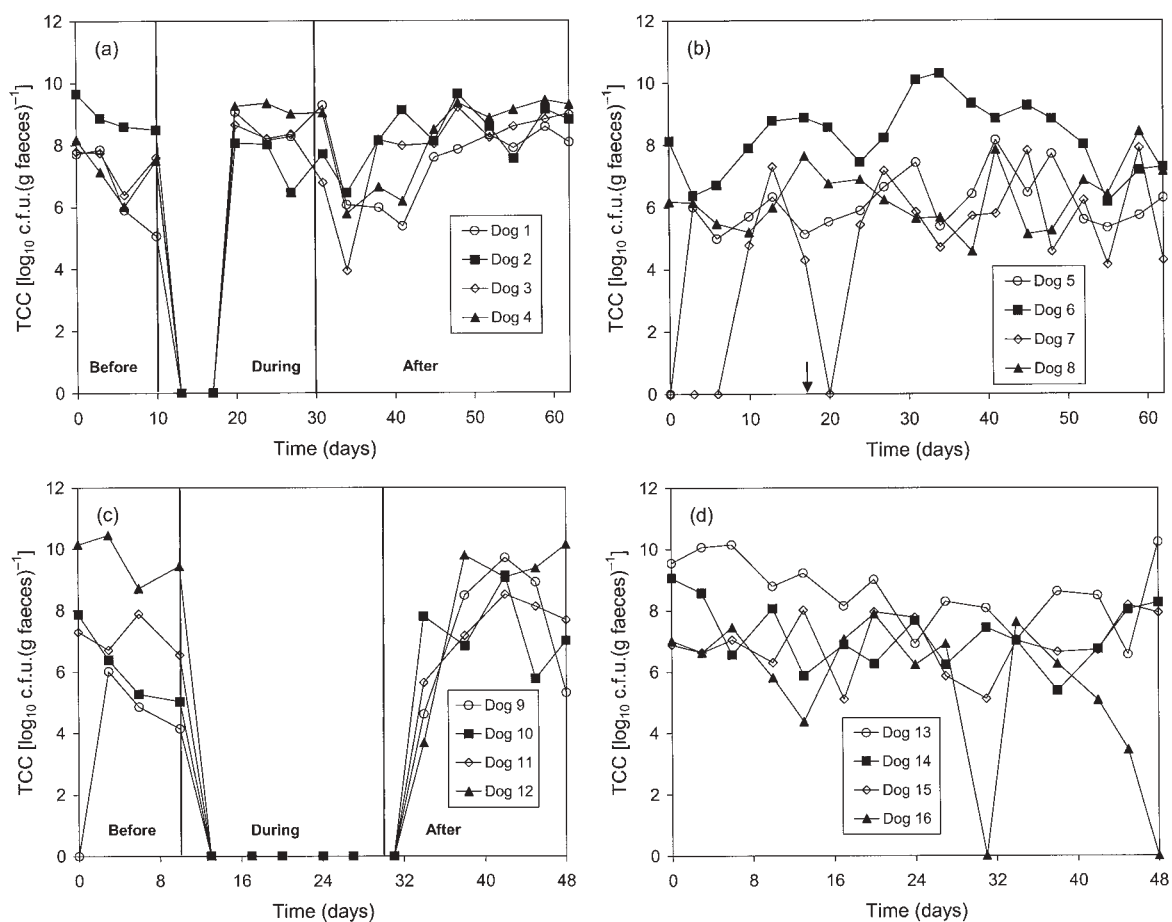 (a)
TCC [log₁₀ c.f.u.(g faeces)⁻¹]
12
10
8
6
4
2
0
Dog 1
Dog 2
Dog 3
Dog 4
Before
During
After
0 10 20 30 40 50 60
Time (days)
(b)
TCC [log₁₀ c.f.u.(g faeces)⁻¹]
12
10
8
6
4
2
0
Dog 5
Dog 6
Dog 7
Dog 8
0 10 20 30 40 50 60
Time (days)
(c)
TCC [log₁₀ c.f.u.(g faeces)⁻¹]
12
10
8
6
4
2
0
Dog 9
Dog 10
Dog 11
Dog 12
Before
During
After
0 8 16 24 32 40 48
Time (days)
(d)
TCC [log₁₀ c.f.u.(g faeces)⁻¹]
12
10
8
6
4
2
0
Dog 13
Dog 14
Dog 15
Dog 16
0 8 16 24 32 40 48
Time (days)